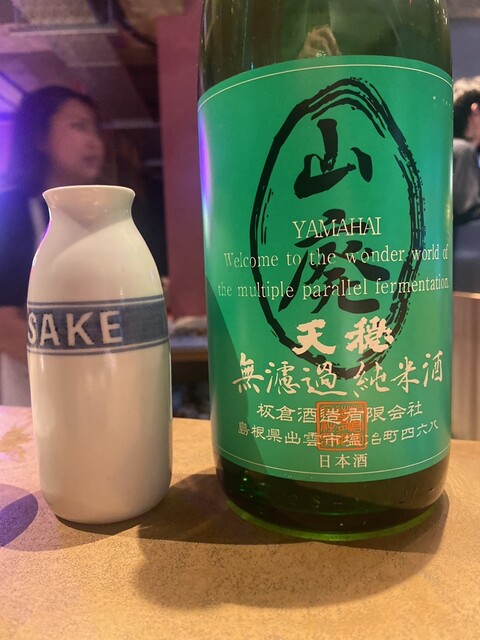 SAKE
山廃
YAMAHAI
Welcome to the wonder world of
the multiple parallel fermentation
天穏
無濾過純米酒
板倉酒造有限会社
島根県出雲市塩冶町四六八
日本酒